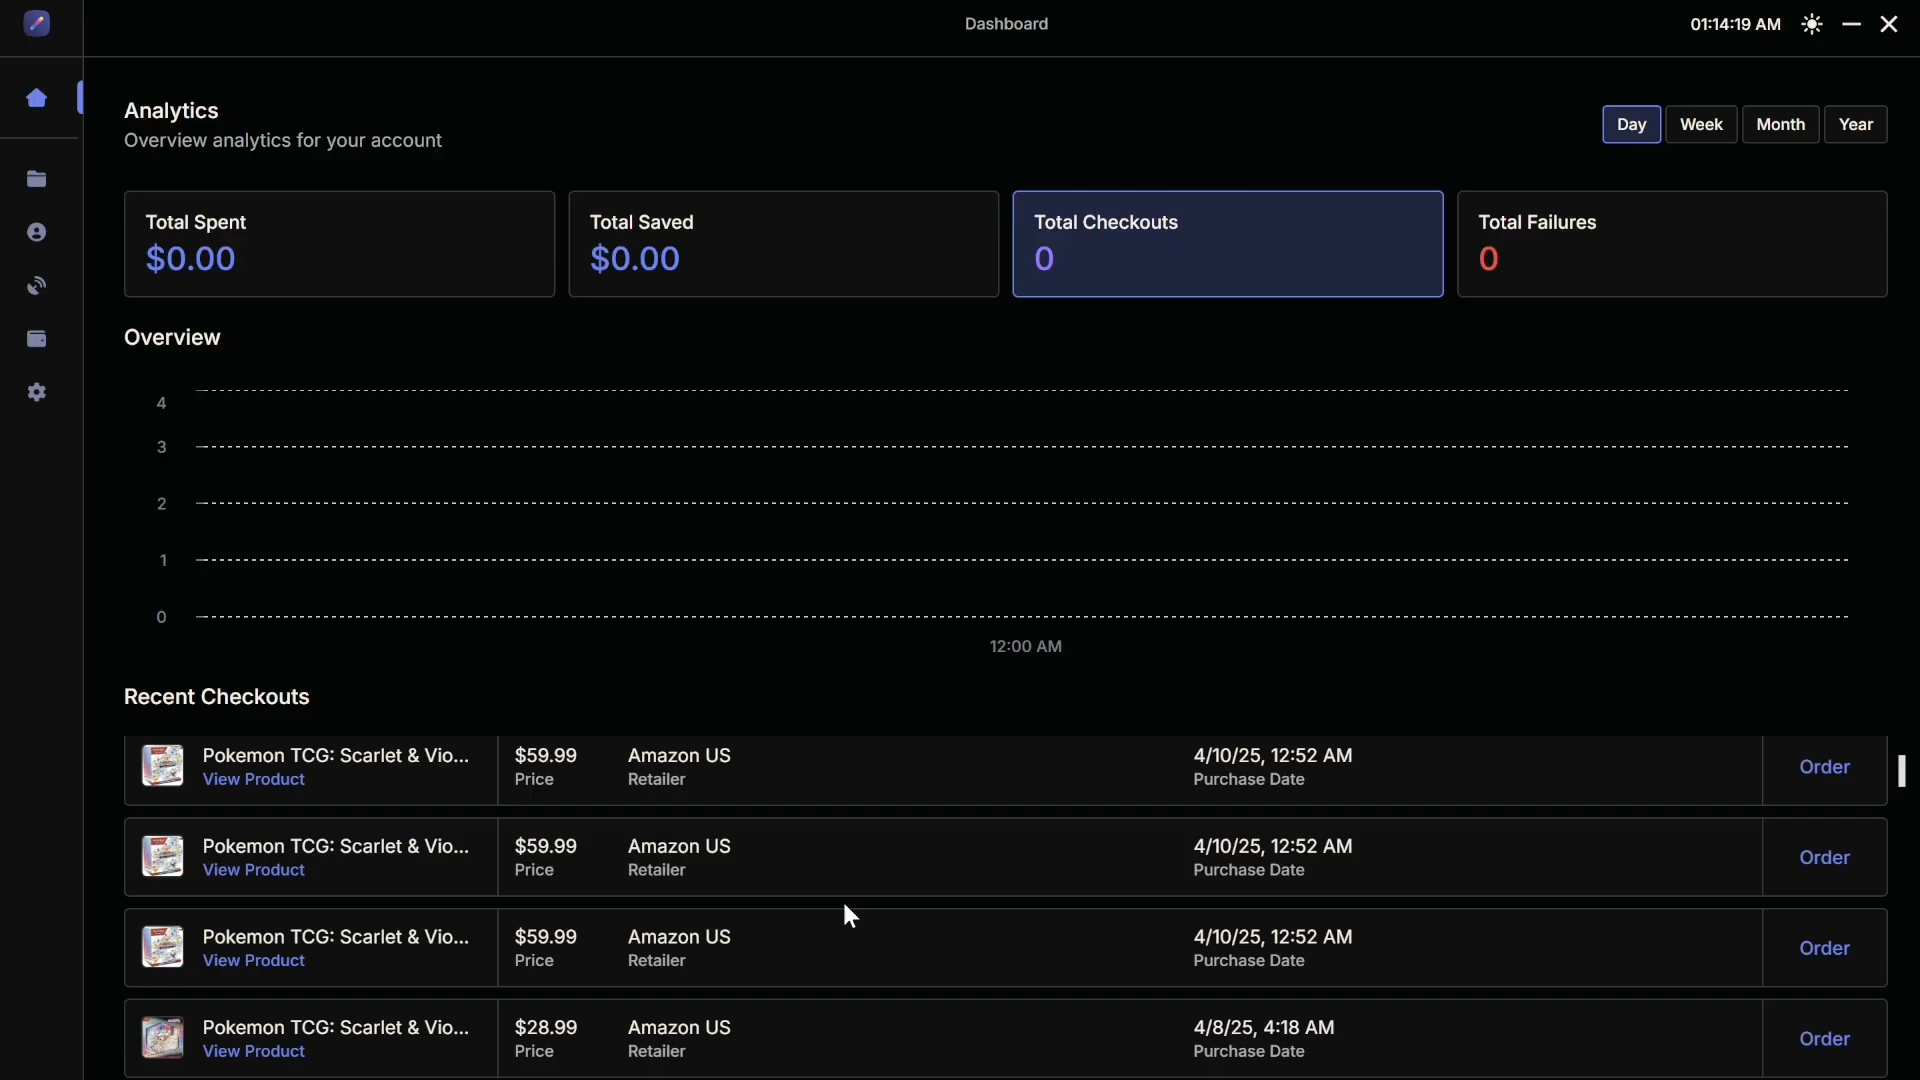 Dashboard
01:14:19 AM
Analytics
Overview analytics for your account
Day Week Month Year
Total Spent
$0.00
Total Saved
$0.00
Total Checkouts
0
Total Failures
0
Overview
4
3
2
1
0
12:00 AM
Recent Checkouts
Pokemon TCG: Scarlet & Vio... $59.99 Amazon US 4/10/25, 12:52 AM Order
View Product Price Retailer Purchase Date
Pokemon TCG: Scarlet & Vio... $59.99 Amazon US 4/10/25, 12:52 AM Order
View Product Price Retailer Purchase Date
Pokemon TCG: Scarlet & Vio... $59.99 Amazon US 4/10/25, 12:52 AM Order
View Product Price Retailer Purchase Date
Pokemon TCG: Scarlet & Vio... $28.99 Amazon US 4/8/25, 4:18 AM Order
View Product Price Retailer Purchase Date